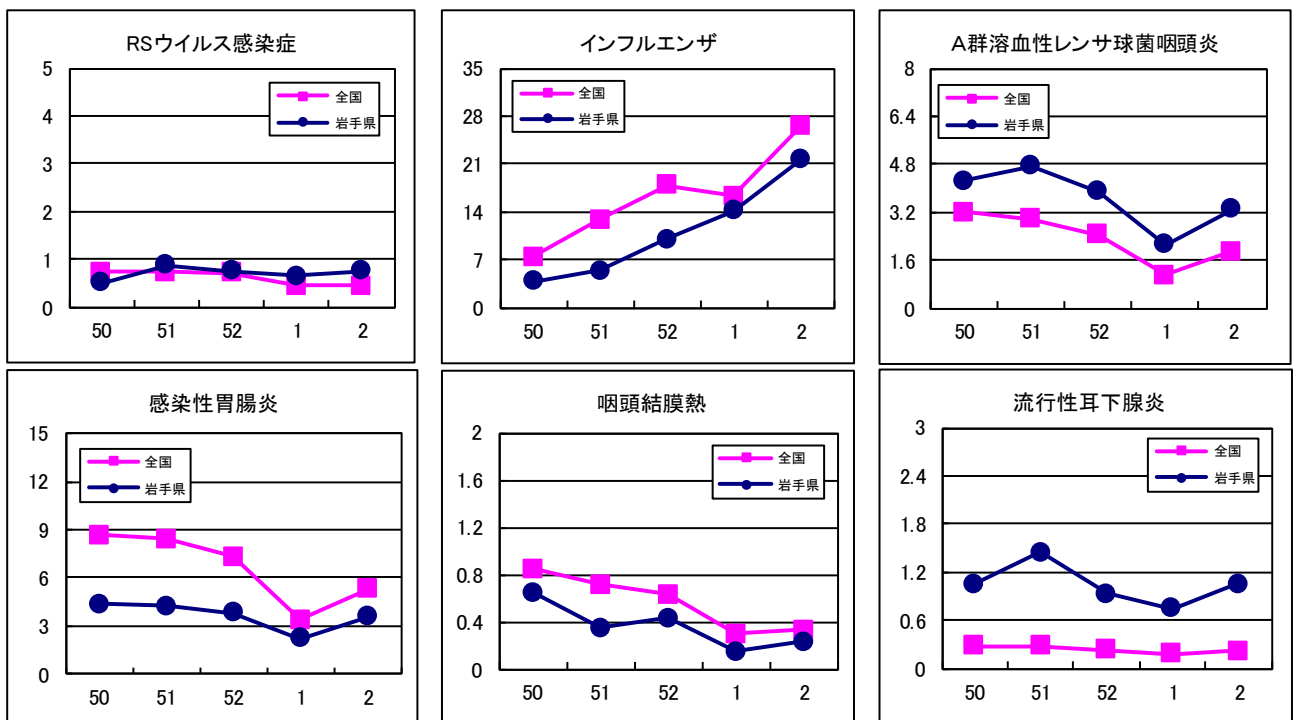 RSウイルス感染症
5
4
3
2
1
0
全国
岩手県
50 51 52 1 2
インフルエンザ
35
28
21
14
7
0
全国
岩手県
50 51 52 1 2
A群溶血性レンサ球菌咽頭炎
8
6.4
4.8
3.2
1.6
0
全国
岩手県
50 51 52 1 2
感染性胃腸炎
15
12
9
6
3
0
全国
岩手県
50 51 52 1 2
咽頭結膜熱
2
1.6
1.2
0.8
0.4
0
全国
岩手県
50 51 52 1 2
流行性耳下腺炎
3
2.4
1.8
1.2
0.6
0
全国
岩手県
50 51 52 1 2